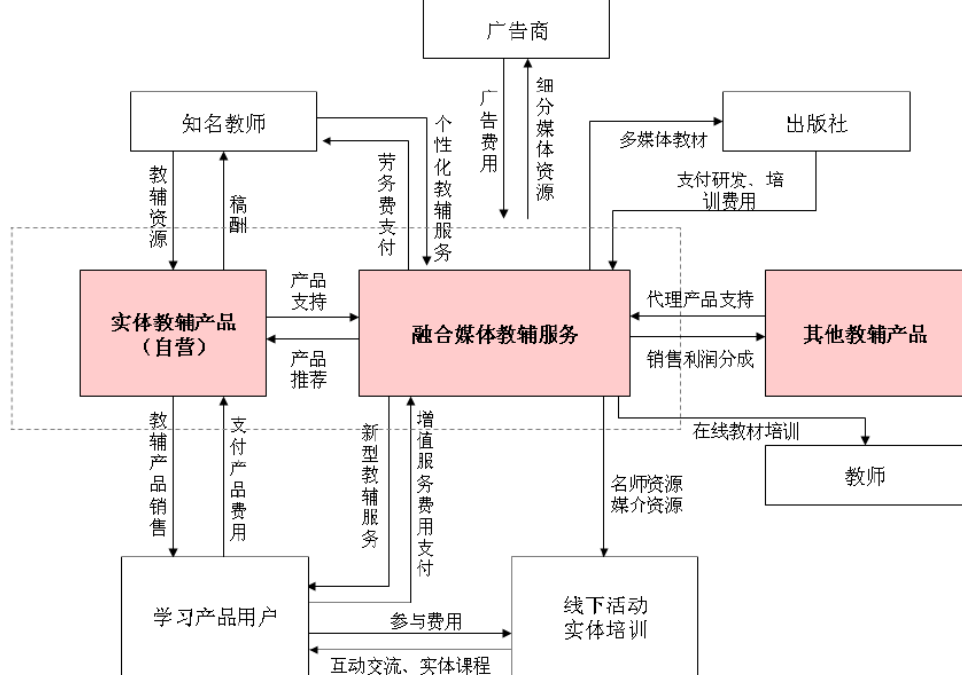 广告商
广告费用
细分媒体资源
知名教师
个性化教辅服务
劳务费支付
教辅资源
稿酬
多媒体教材
出版社
支付研发、培
训费用
实体教辅产品
（自营）
产品
支持
产品
推荐
融合媒体教辅服务
代理产品支持
销售利润分成
其他教辅产品
教辅产品销售
支付产品费用
新型教辅服务
增值服务费用支付
名师资源
媒介资源
在线教材培训
教师
学习产品用户
参与费用
互动交流、实体课程
线下活动
实体培训